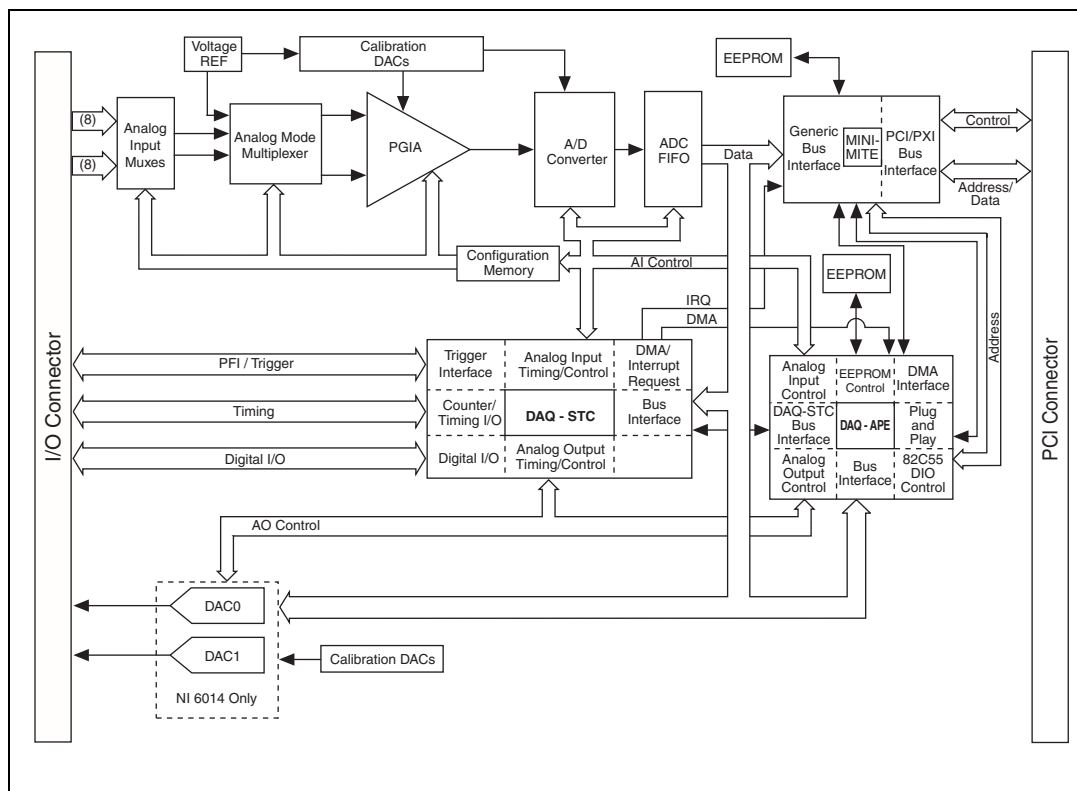 Voltage
REF
Calibration
DACs
EEPROM
(8)
(8)
Analog
Input
Muxes
Analog Mode
Multiplexer
PGIA
A/D
Converter
ADC
FIFO
Data
Generic
Bus
Interface
MINI-
MITE
PCI/PXI
Bus
Interface
Control
Address/
Data
Configuration
Memory
AI Control
EEPROM
IRQ
DMA
Address
I/O Connector
PCI Connector
PFI / Trigger
Timing
Digital I/O
Trigger
Interface
Analog Input
Timing/Control
DMA/
Interrupt
Request
Counter/
Timing I/O
DAQ - STC
Bus
Interface
Digital I/O
Analog Output
Timing/Control
Analog
Input
Control
EEPROM
Control
DMA
Interface
DAQ-STC
Bus
Interface
DAQ - APE
Plug
and
Play
Analog
Output
Control
Bus
Interface
82C55
DIO
Control
AO Control
DAC0
DAC1
Calibration DACs
NI 6014 Only